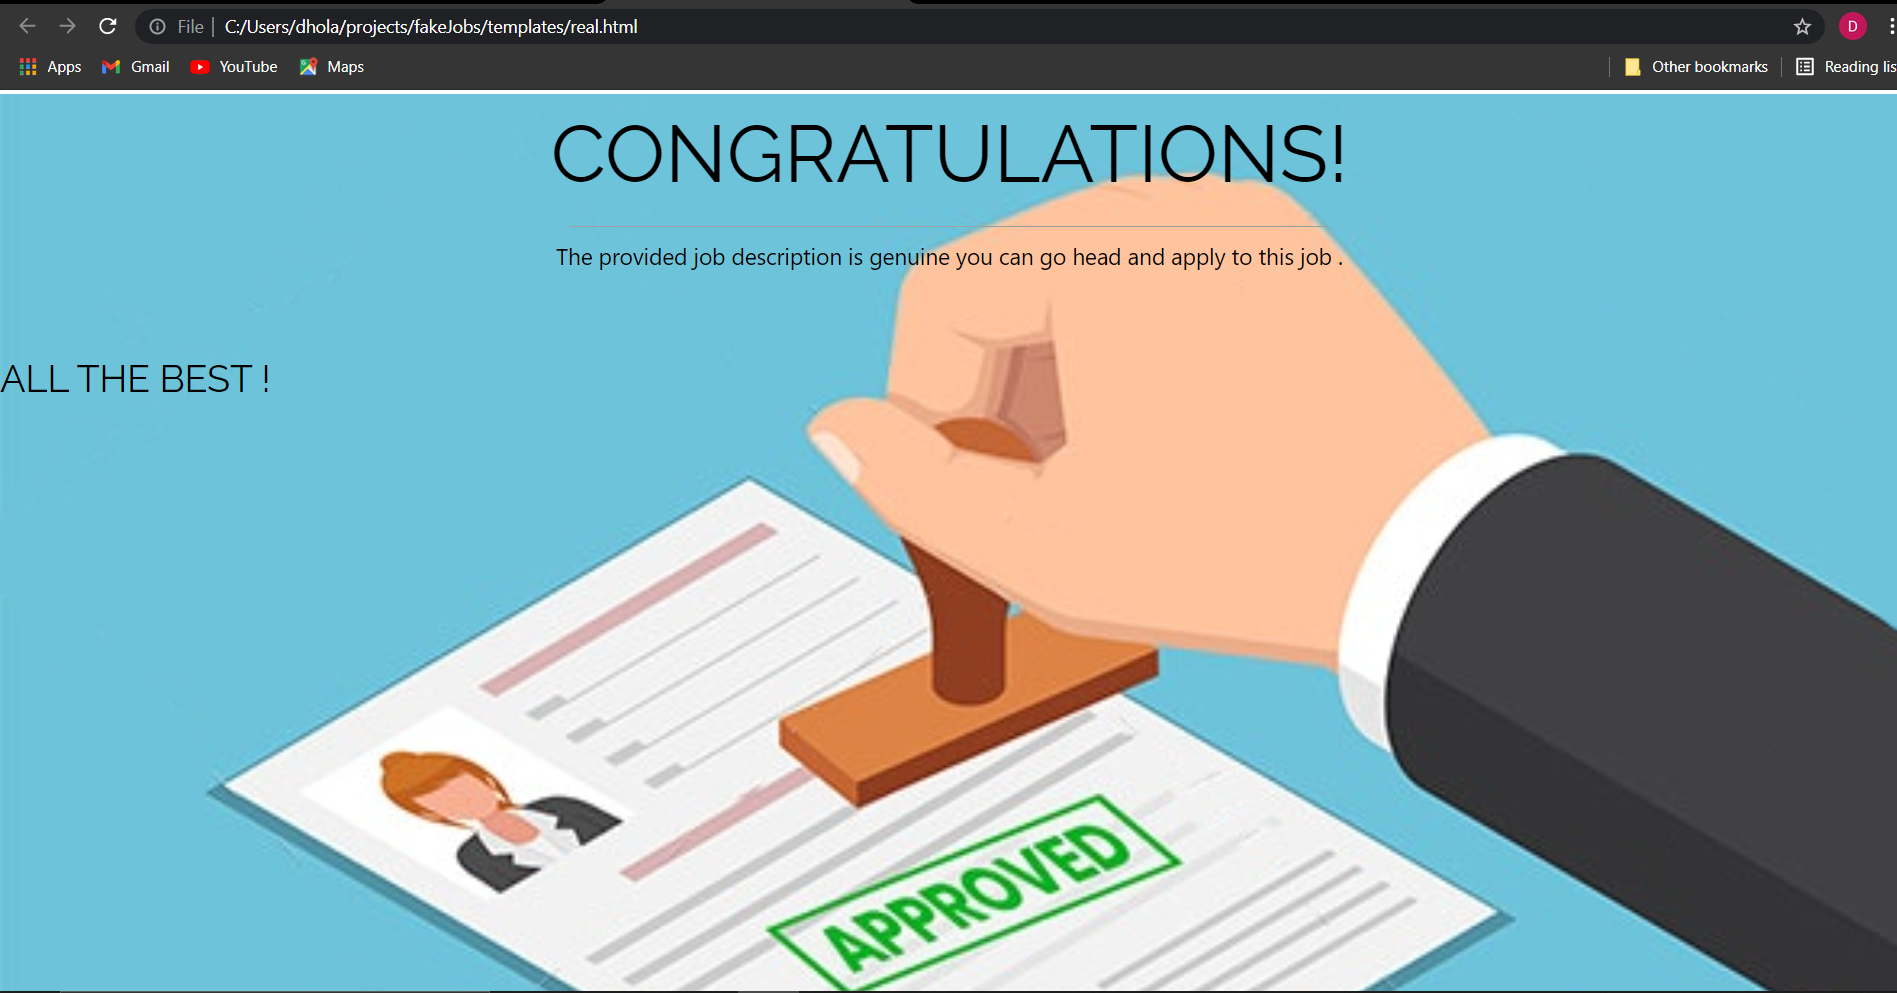 File | C:/Users/dhola/projects/fakeJobs/templates/real.html
D
Apps Gmail YouTube Maps Other bookmarks Reading lis
CONGRATULATIONS!
The provided job description is genuine you can go head and apply to this job .
ALL THE BEST !
APPROVED